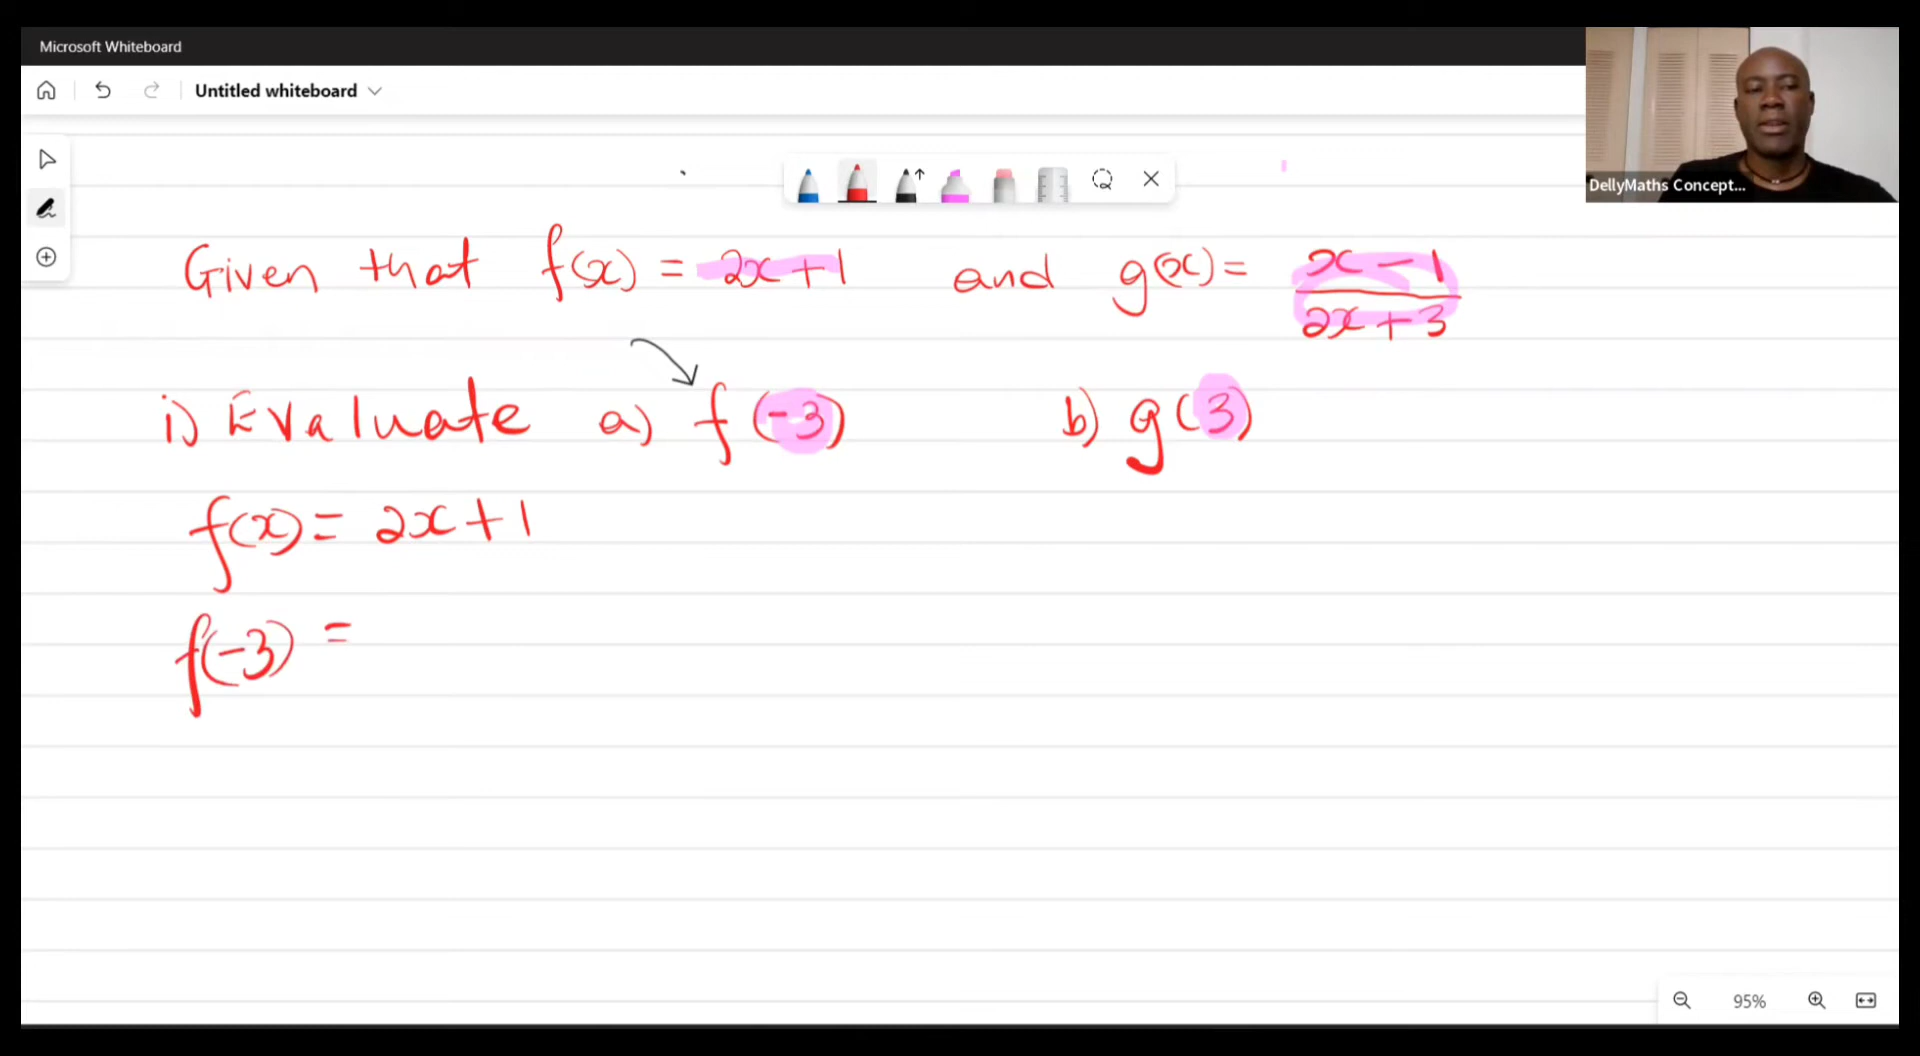 Microsoft Whiteboard
Untitled whiteboard
DellyMaths Concept...
Given that f(x) = 2x+1 and g(x) = x-1/2x+3
i) Evaluate a) f(-3) b) g(3)
f(x) = 2x+1
f(-3) =
95%